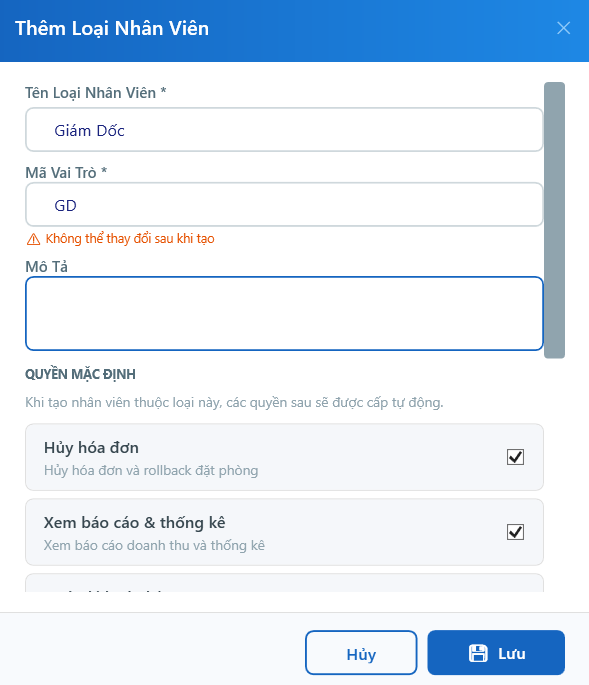 Thêm Loại Nhân Viên
Tên Loại Nhân Viên *
Giám Dốc
Mã Vai Trò *
GD
Không thể thay đổi sau khi tạo
Mô Tả
QUYỀN MẶC ĐỊNH
Khi tạo nhân viên thuộc loại này, các quyền sau sẽ được cấp tự động.
Hủy hóa đơn
Hủy hóa đơn và rollback đặt phòng
Xem báo cáo & thống kê
Xem báo cáo doanh thu và thống kê
Hủy
Lưu